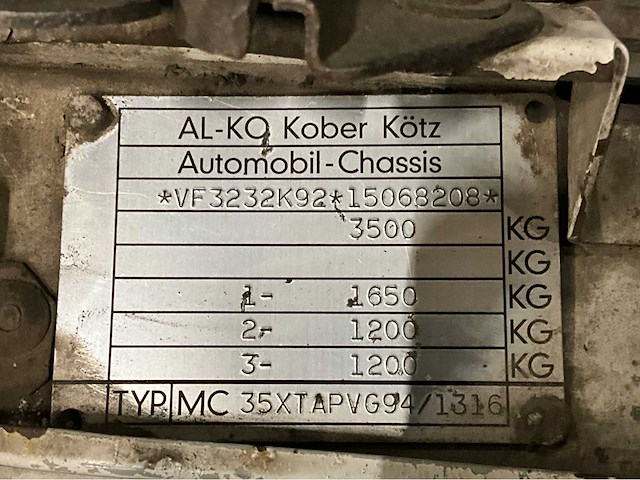 AL-KO Kober Kötz
Automobil-Chassis
*VF3232K92*15068208*
3500 KG
KG
1- 1650 KG
2- 1200 KG
3- 1200 KG
TYP MC 35XTAPVG94/1316